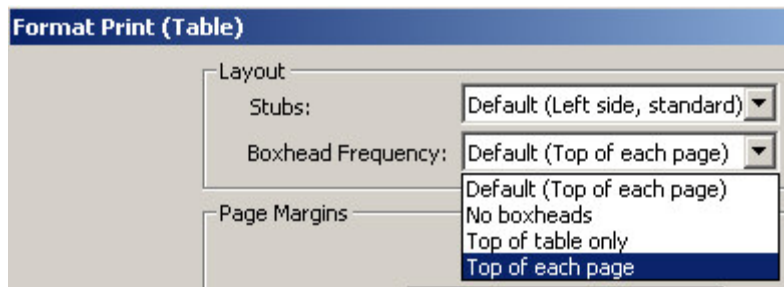 Format Print (Table)
Layout
Stubs: Default (Left side, standard)
Boxhead Frequency: Default (Top of each page)
Default (Top of each page)
No boxheads
Page Margins
Top of table only
Top of each page